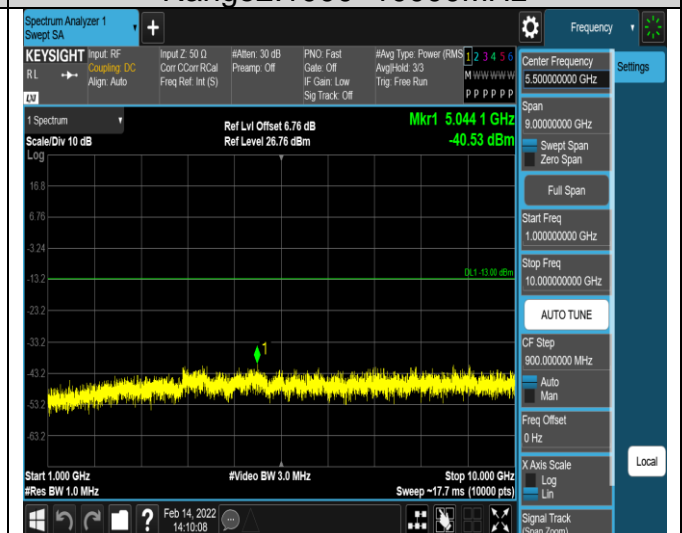 Spectrum Analyzer 1
Swept SA
+
Frequency
KEYSIGHT
RL
LXI
Input: RF
Coupling: DC
Align: Auto
Input Z: 50 Ω
Corr CCorr RCal
Freq Ref: Int (S)
#Atten: 30 dB
Preamp: Off
PNO: Fast
Gate: Off
IF Gain: Low
Sig Track: Off
#Avg Type: Power (RMS
Avg|Hold: 3/3
Trig: Free Run
1 2 3 4 5 6
M W W W W W
P P P P P P
1 Spectrum
Scale/Div 10 dB
Log
Ref Lvl Offset 6.76 dB
Ref Level 26.76 dBm
Mkr1 5.044 1 GHz
-40.53 dBm
16.8
6.76
-3.24
-13.2
-23.2
-33.2
-43.2
-53.2
-63.2
DL1 -13.00 dBm
1
Start 1.000 GHz
#Res BW 1.0 MHz
#Video BW 3.0 MHz
Stop 10.000 GHz
Sweep ~17.7 ms (10000 pts)
Center Frequency
5.500000000 GHz
Settings
Span
9.00000000 GHz
Swept Span
Zero Span
Full Span
Start Freq
1.000000000 GHz
Stop Freq
10.000000000 GHz
AUTO TUNE
CF Step
900.000000 MHz
Auto
Man
Freq Offset
0 Hz
X Axis Scale
Log
Lin
Local
Signal Track
(Span Zoom)
?
Feb 14, 2022
14:10:08